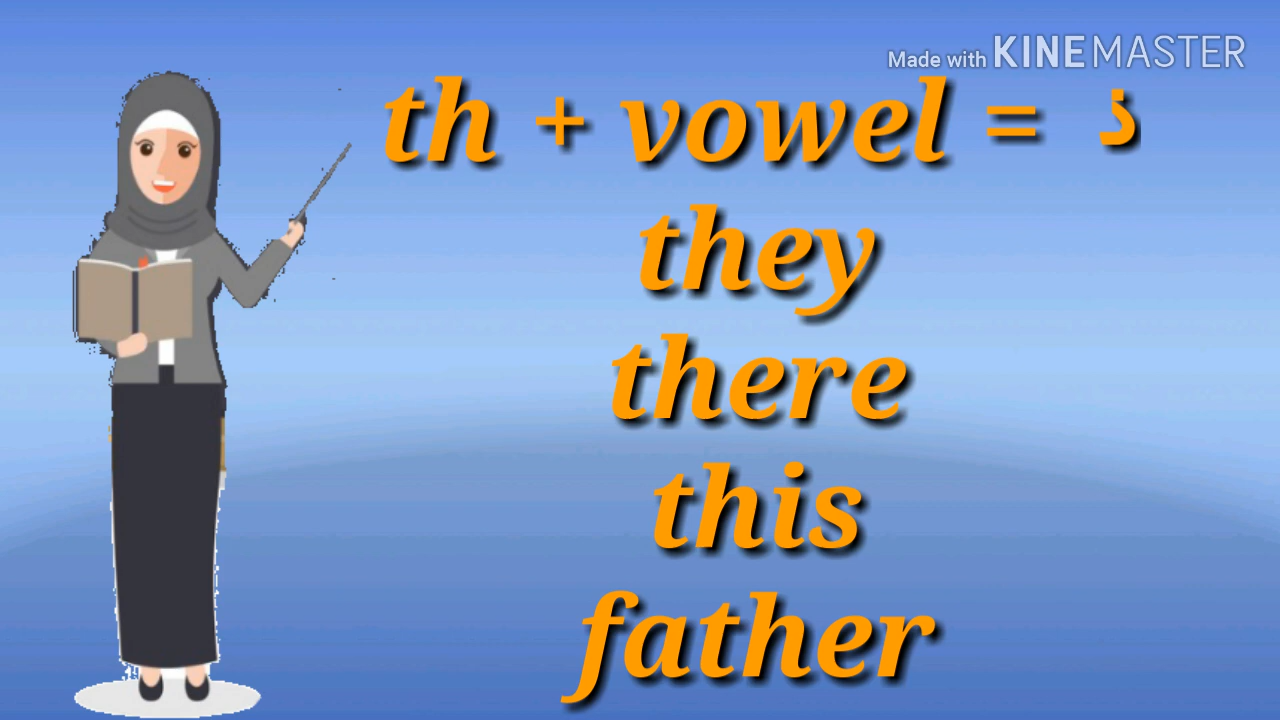 Made with KINEMASTER
th + vowel = ذ
they
there
this
father